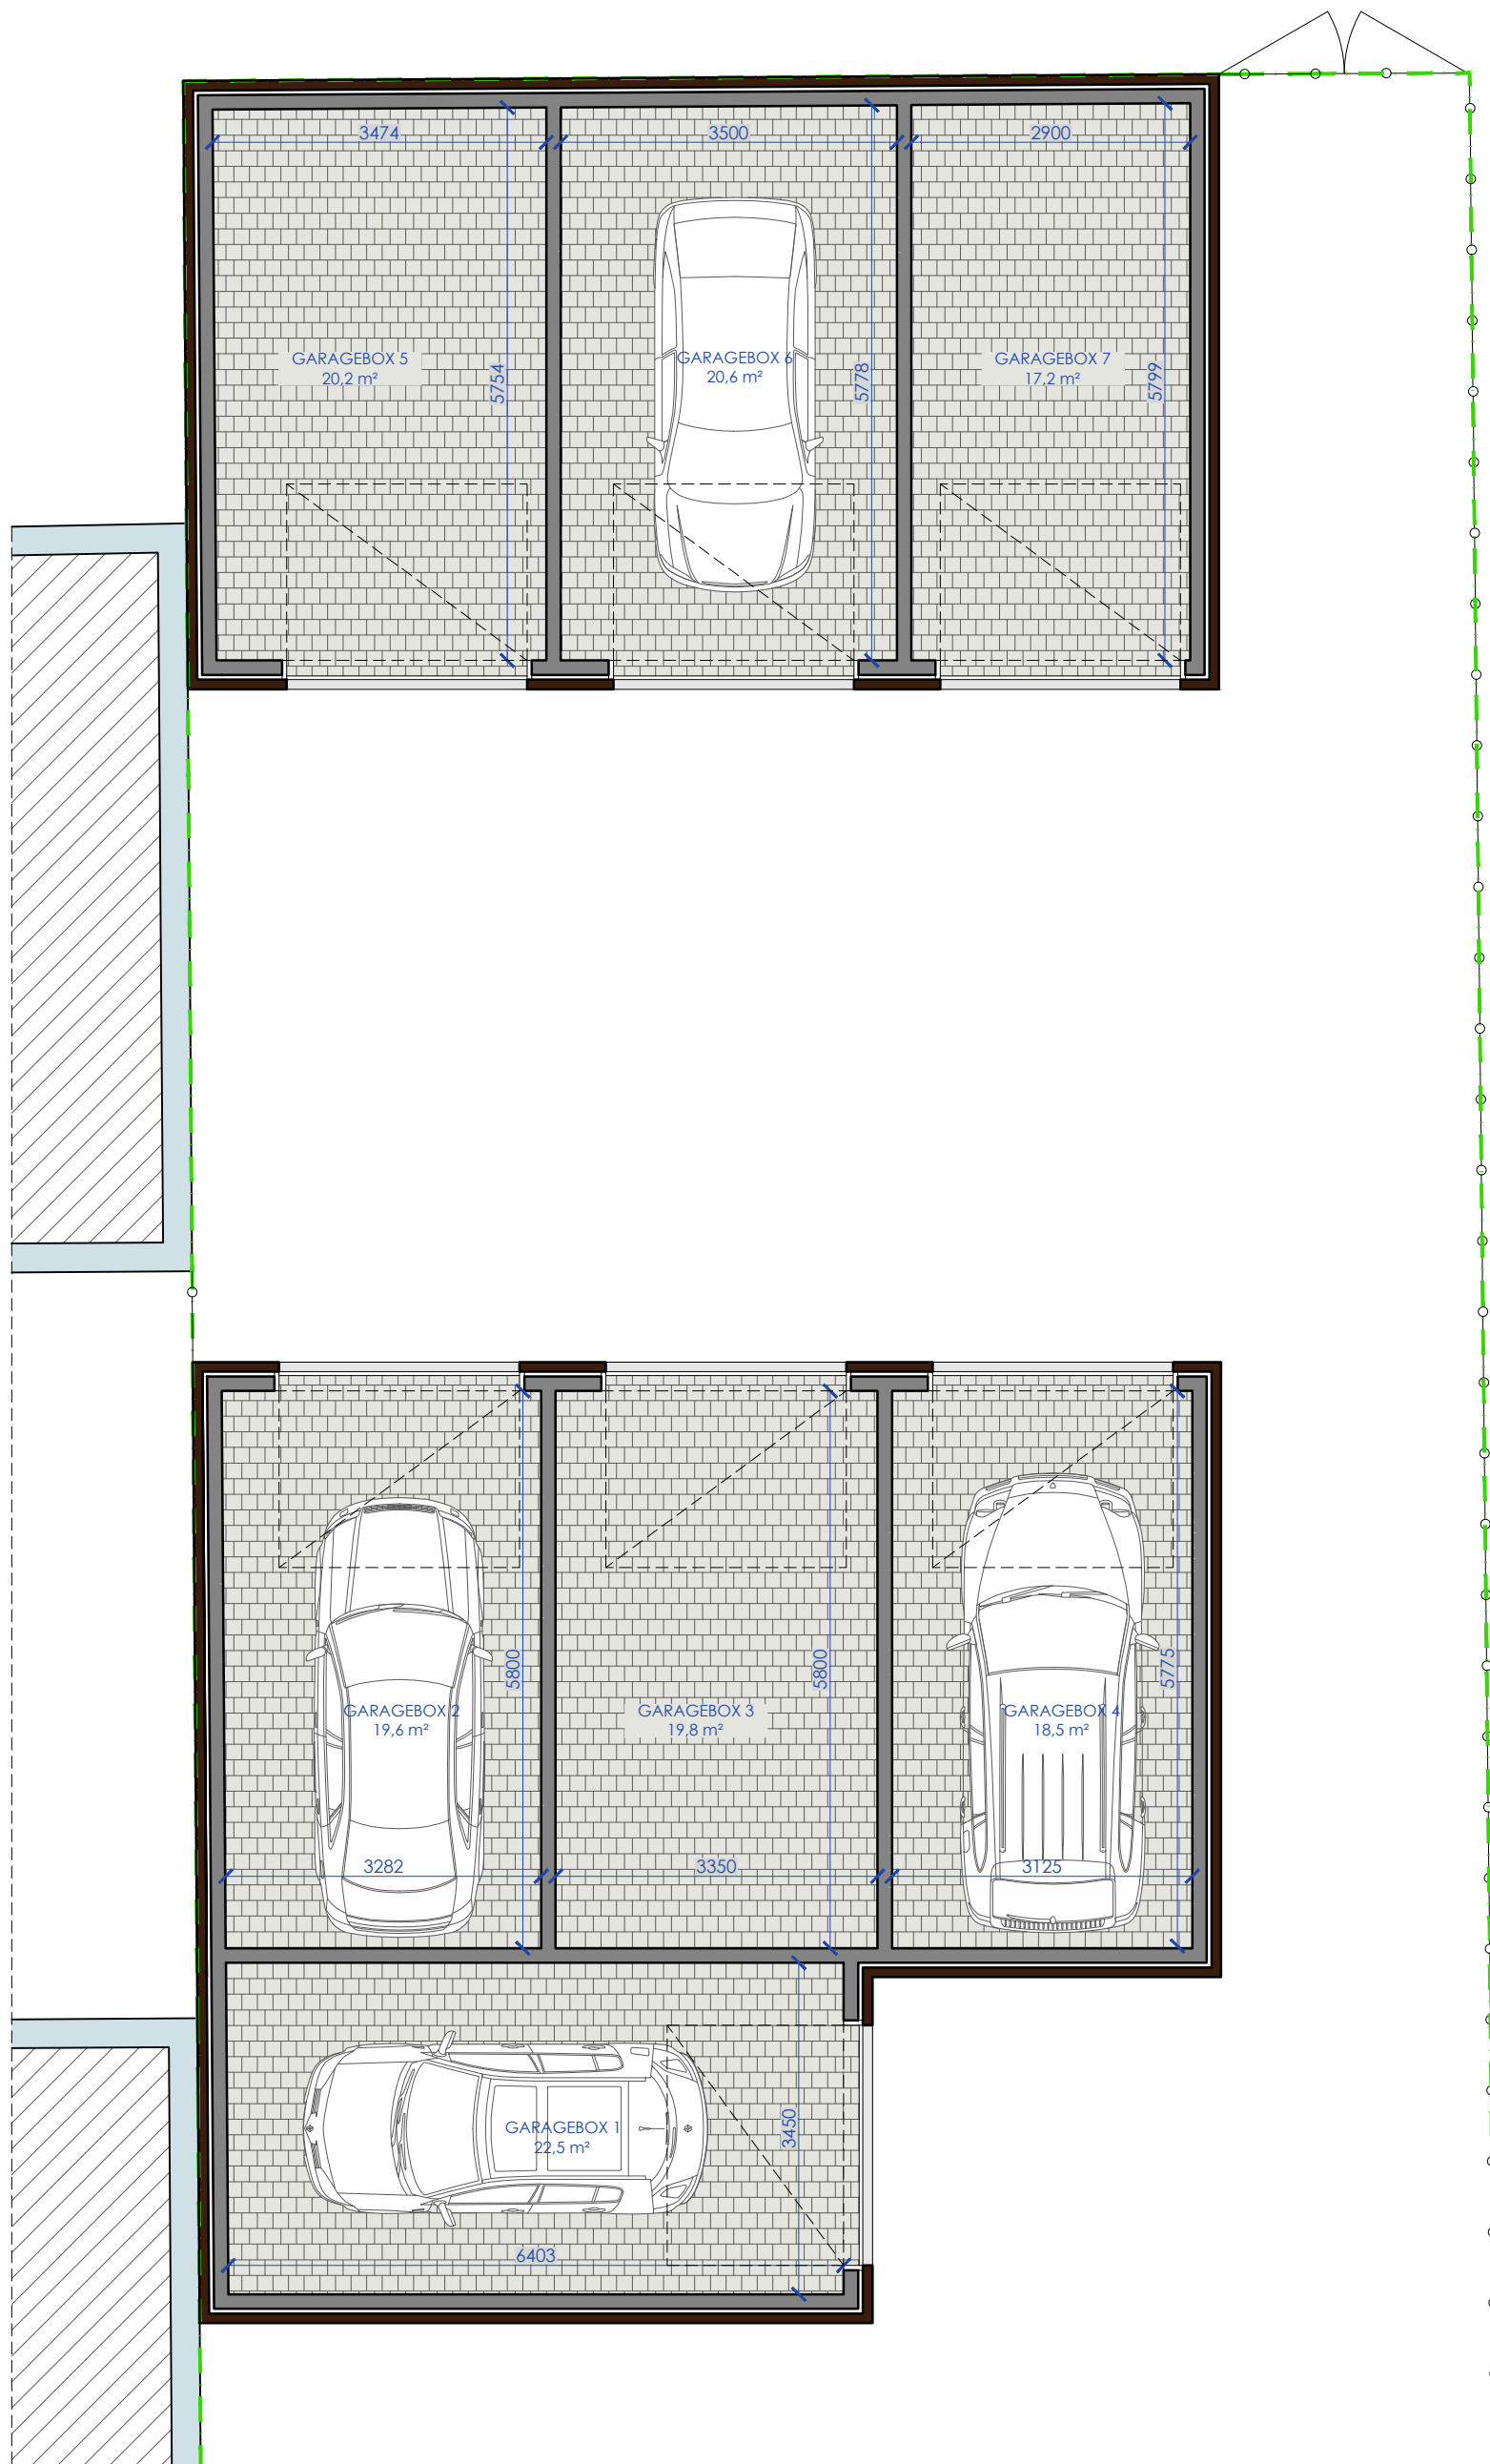 3474
3500
2900
GARAGEBOX 5
20,2 m²
5754
GARAGEBOX 6
20,6 m²
5778
GARAGEBOX 7
17,2 m²
5799
5800
5800
5775
GARAGEBOX 2
19,6 m²
GARAGEBOX 3
19,8 m²
GARAGEBOX 4
18,5 m²
3282
3350
3125
GARAGEBOX 1
22,5 m²
3450
6403